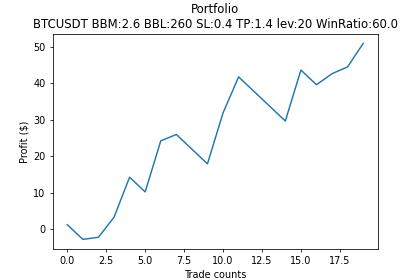 Portfolio
BTCUSDT BBM:2.6 BBL:260 SL:0.4 TP:1.4 lev:20 WinRatio:60.0
Profit ($)
50
40
30
20
10
0
0.0 2.5 5.0 7.5 10.0 12.5 15.0 17.5
Trade counts